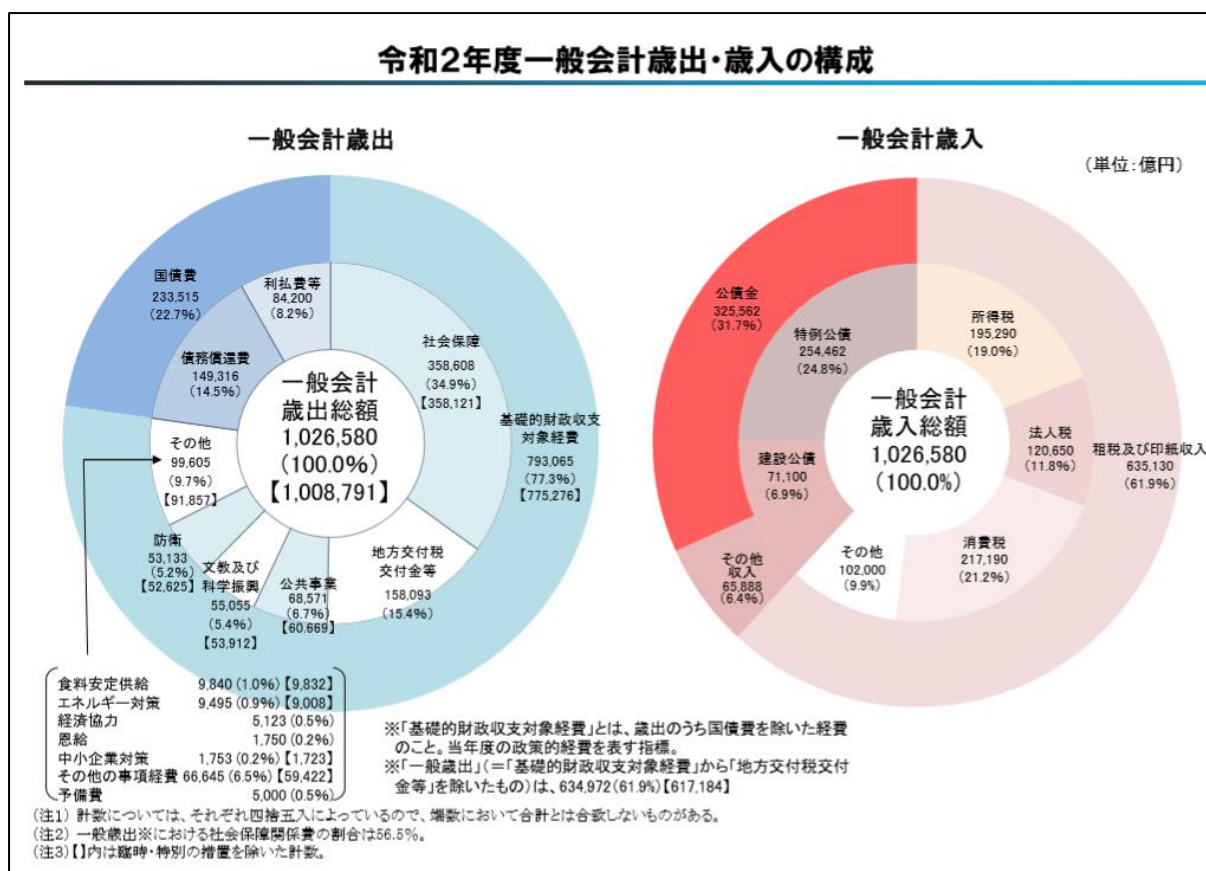 令和2年度一般会計歳出・歳入の構成
一般会計歳出
国債費
233,515
(22.7%)
利払費等
84,200
(8.2%)
債務償還費
149,316
(14.5%)
社会保障
358,608
(34.9%)
【358,121】
基礎的財政収支
対象経費
793,065
(77.3%)
【775,276】
一般会計
歳出総額
1,026,580
(100.0%)
【1,008,791】
その他
99,605
(9.7%)
【91,857】
防衛
53,133
(5.2%)
【52,625】
文教及び
科学振興
55,055
(5.4%)
【53,912】
公共事業
68,571
(6.7%)
【60,669】
地方交付税
交付金等
158,093
(15.4%)
食料安定供給 9,840 (1.0%) 【9,832】
エネルギー対策 9,495 (0.9%) 【9,008】
経済協力 5,123 (0.5%)
恩給 1,750 (0.2%)
中小企業対策 1,753 (0.2%) 【1,723】
その他の事項経費 66,645 (6.5%) 【59,422】
予備費 5,000 (0.5%)
一般会計歳入
(単位:億円)
公債金
325,562
(31.7%)
特例公債
254,462
(24.8%)
建設公債
71,100
(6.9%)
その他
収入
65,888
(6.4%)
一般会計
歳入総額
1,026,580
(100.0%)
所得税
195,290
(19.0%)
法人税
120,650
(11.8%)
租税及び印紙収入
635,130
(61.9%)
消費税
217,190
(21.2%)
その他
102,000
(9.9%)
※「基礎的財政収支対象経費」とは、歳出のうち国債費を除いた経費
のこと。当年度の政策的経費を表す指標。
※「一般歳出」(=「基礎的財政収支対象経費」から「地方交付税交付
金等」を除いたもの)は、634,972(61.9%)【617,184】
(注1) 計数については、それぞれ四捨五入によっているので、端数において合計とは合致しないものがある。
(注2) 一般歳出※における社会保障関係費の割合は56.5%。
(注3)【】内は臨時・特別の措置を除いた計数。